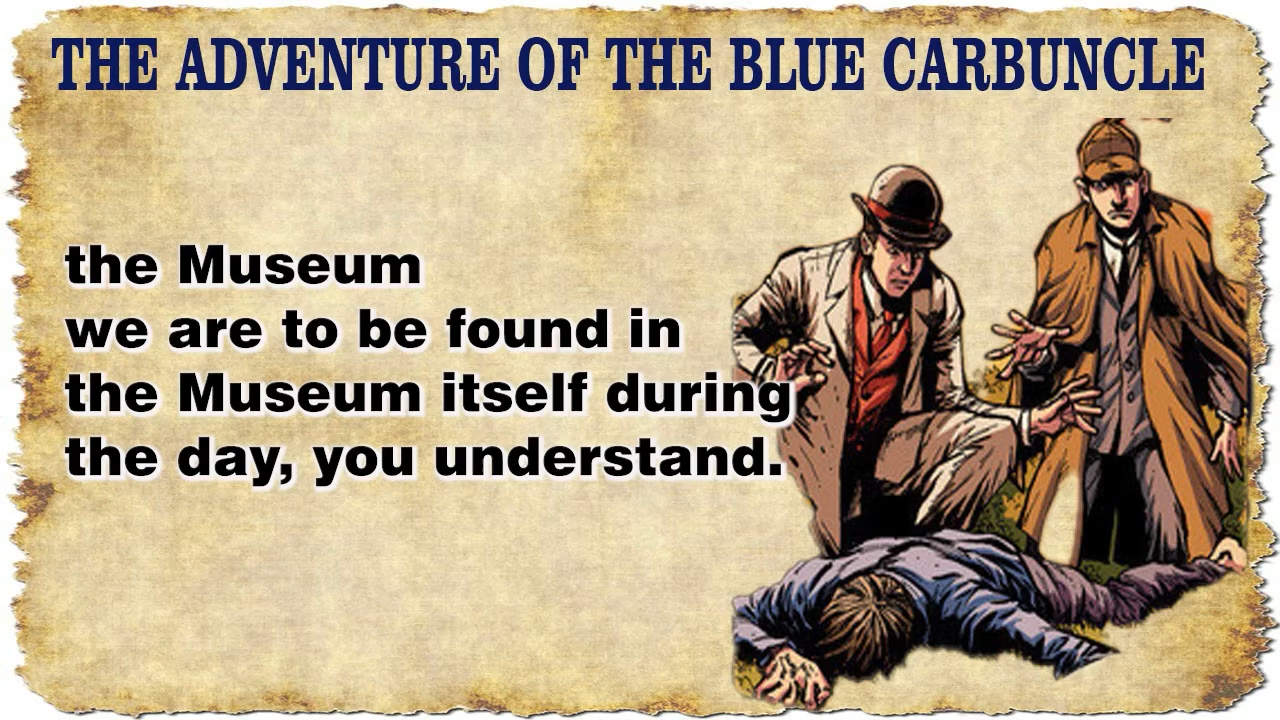 THE ADVENTURE OF THE BLUE CARBUNCLE
the Museum
we are to be found in
the Museum itself during
the day, you understand.